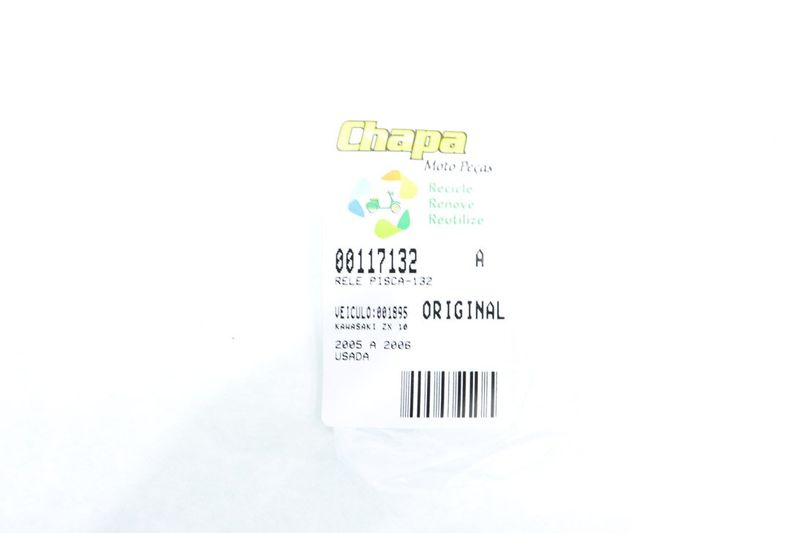 Chapa
Moto Peças
Recicle
Renove
Reutilize
00117132 A
RELE PISCA-132
VEICULO:001895 ORIGINAL
KAWASAKI ZX 10
2005 A 2006
USADA